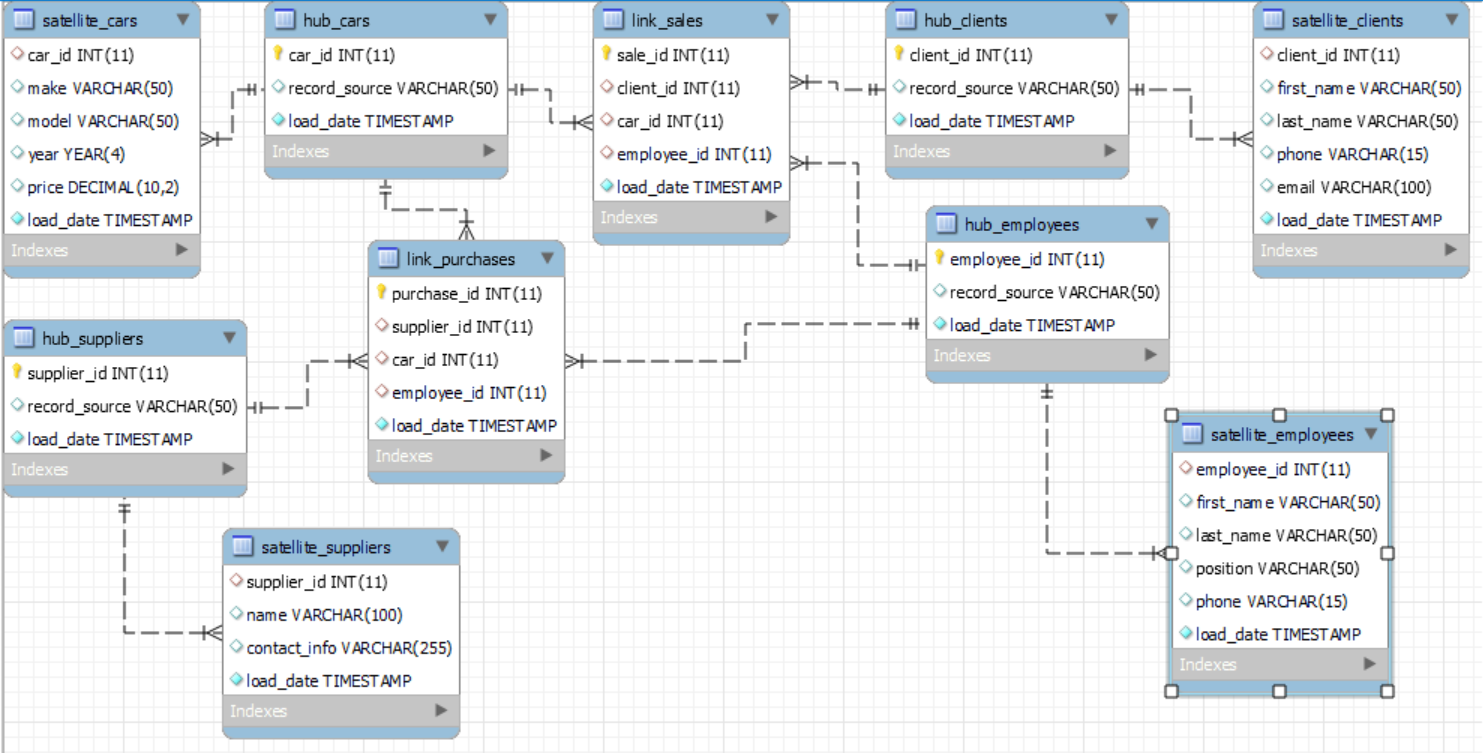 satellite_cars
car_id INT(11)
make VARCHAR(50)
model VARCHAR(50)
year YEAR(4)
price DECIMAL(10,2)
load_date TIMESTAMP
Indexes
hub_cars
car_id INT(11)
record_source VARCHAR(50)
load_date TIMESTAMP
Indexes
link_sales
sale_id INT(11)
client_id INT(11)
car_id INT(11)
employee_id INT(11)
load_date TIMESTAMP
Indexes
hub_clients
client_id INT(11)
record_source VARCHAR(50)
load_date TIMESTAMP
Indexes
satellite_clients
client_id INT(11)
first_name VARCHAR(50)
last_name VARCHAR(50)
phone VARCHAR(15)
email VARCHAR(100)
load_date TIMESTAMP
Indexes
hub_employees
employee_id INT(11)
record_source VARCHAR(50)
load_date TIMESTAMP
Indexes
link_purchases
purchase_id INT(11)
supplier_id INT(11)
car_id INT(11)
employee_id INT(11)
load_date TIMESTAMP
Indexes
hub_suppliers
supplier_id INT(11)
record_source VARCHAR(50)
load_date TIMESTAMP
Indexes
satellite_employees
employee_id INT(11)
first_name VARCHAR(50)
last_name VARCHAR(50)
position VARCHAR(50)
phone VARCHAR(15)
load_date TIMESTAMP
Indexes
satellite_suppliers
supplier_id INT(11)
name VARCHAR(100)
contact_info VARCHAR(255)
load_date TIMESTAMP
Indexes